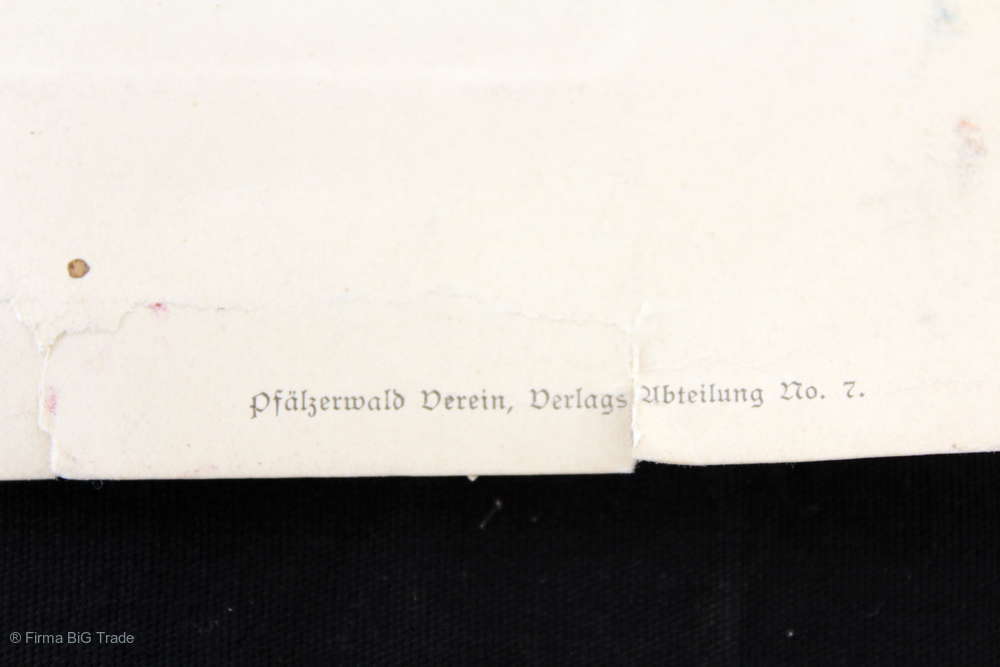 Pfälzerwald Verein, Verlags Abteilung No. 7.
® Firma BiG Trade